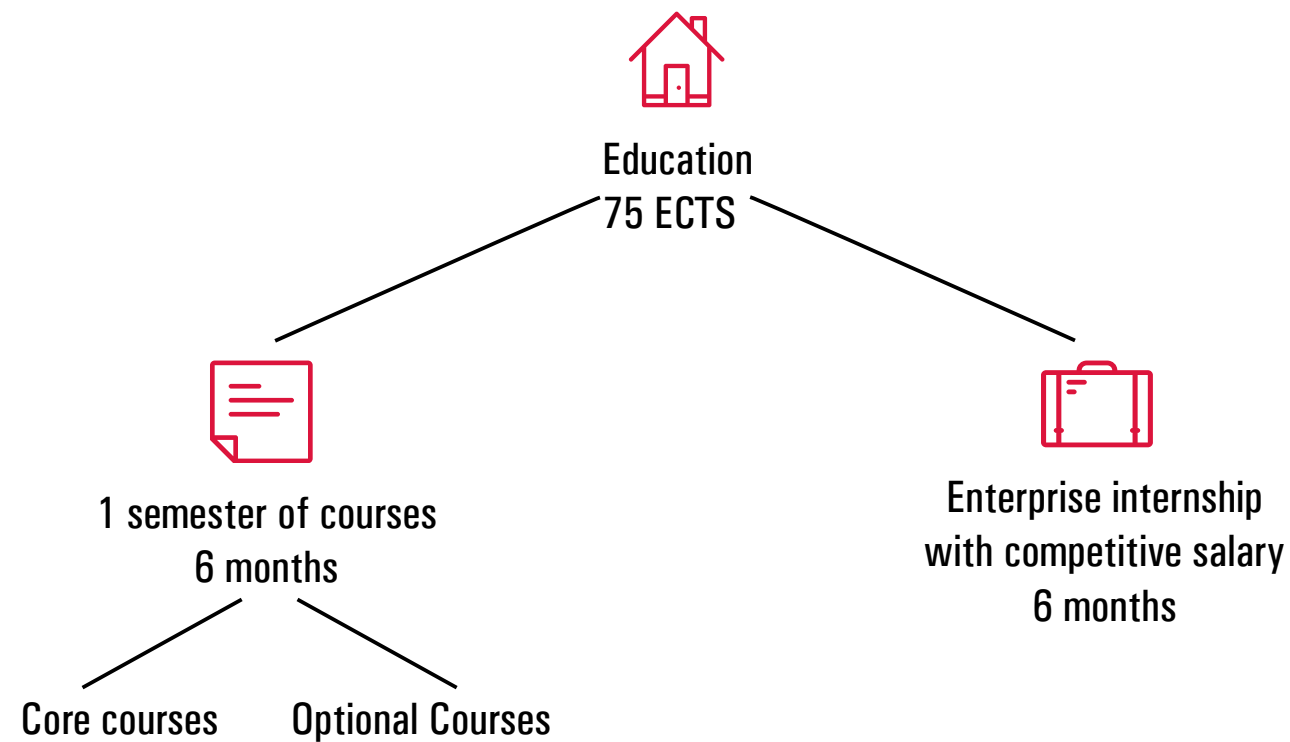 Education
75 ECTS
1 semester of courses
6 months
Enterprise internship
with competitive salary
6 months
Core courses
Optional Courses